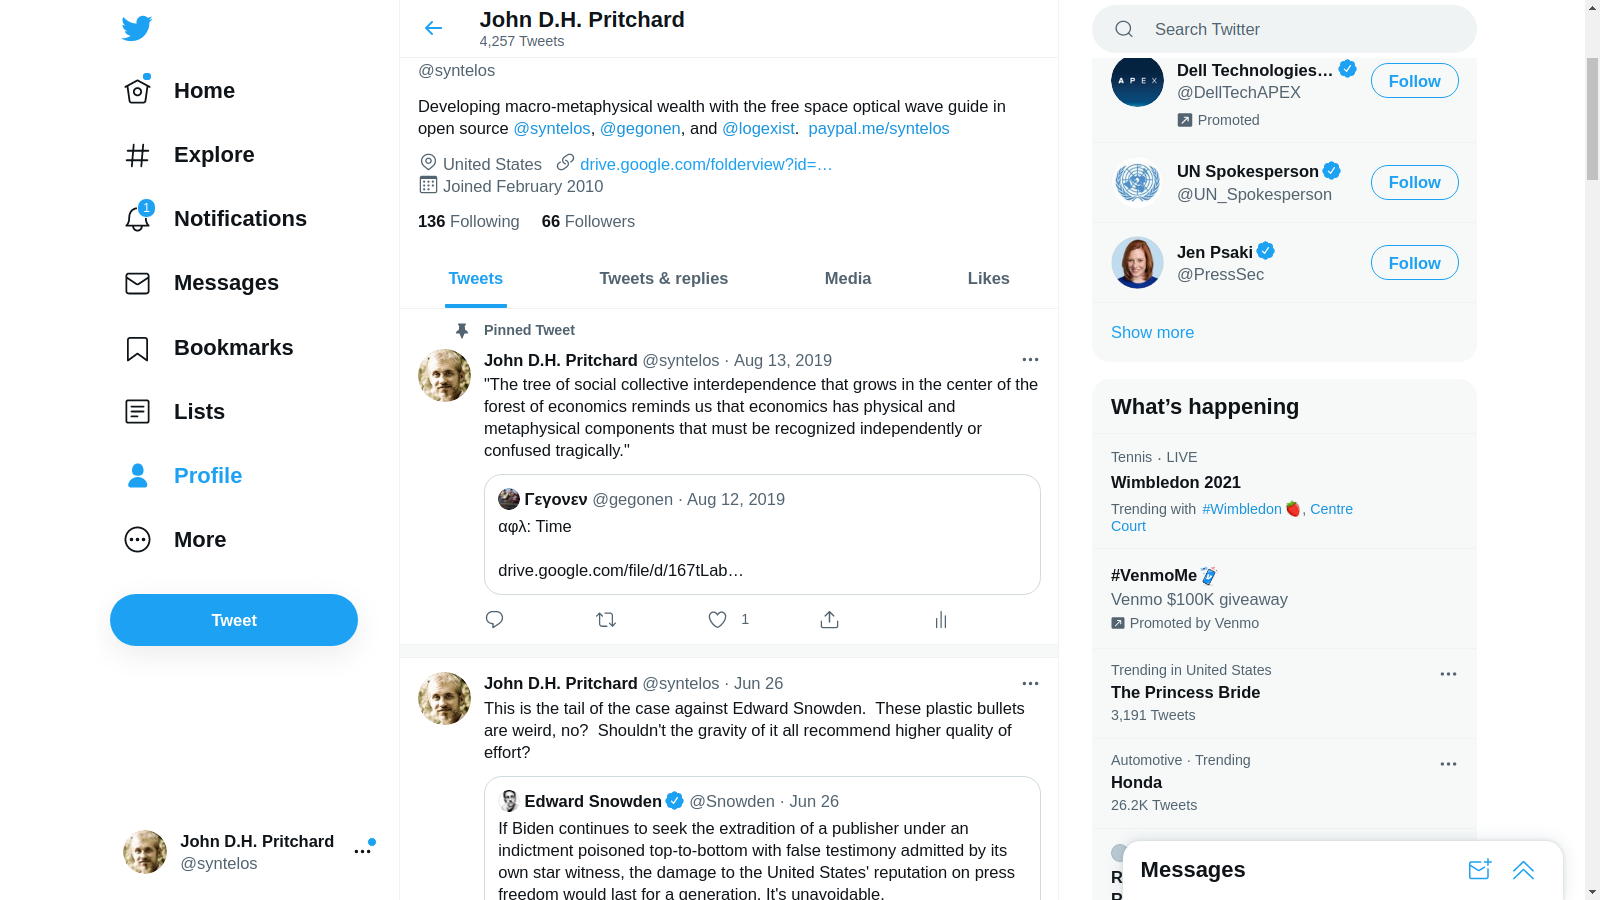 Home
Explore
1
Notifications
Messages
Bookmarks
Lists
Profile
More
Tweet
John D.H. Pritchard
@syntelos
John D.H. Pritchard
4,257 Tweets
@syntelos
Developing macro-metaphysical wealth with the free space optical wave guide in
open source @syntelos, @gegonen, and @logexist.  paypal.me/syntelos
United States drive.google.com/folderview?id=…
Joined February 2010
136 Following 66 Followers
Tweets Tweets & replies Media Likes
Pinned Tweet
John D.H. Pritchard @syntelos · Aug 13, 2019
"The tree of social collective interdependence that grows in the center of the
forest of economics reminds us that economics has physical and
metaphysical components that must be recognized independently or
confused tragically."
Γεγονεν @gegonen · Aug 12, 2019
αφλ: Time
drive.google.com/file/d/167tLab…
1
John D.H. Pritchard @syntelos · Jun 26
This is the tail of the case against Edward Snowden.  These plastic bullets
are weird, no?  Shouldn't the gravity of it all recommend higher quality of
effort?
Edward Snowden @Snowden · Jun 26
If Biden continues to seek the extradition of a publisher under an
indictment poisoned top-to-bottom with false testimony admitted by its
own star witness, the damage to the United States' reputation on press
freedom would last for a generation. It's unavoidable.
Search Twitter
APEX
Dell Technologies…
@DellTechAPEX
Follow
Promoted
UN Spokesperson
@UN_Spokesperson
Follow
Jen Psaki
@PressSec
Follow
Show more
What's happening
Tennis · LIVE
Wimbledon 2021
Trending with #Wimbledon🍓, Centre
Court
#VenmoMe
Venmo $100K giveaway
Promoted by Venmo
Trending in United States
The Princess Bride
3,191 Tweets
Automotive · Trending
Honda
26.2K Tweets
Messages